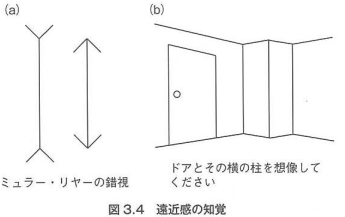 (a)
(b)
ミュラー・リヤーの錯視
ドアとその横の柱を想像して
ください
図 3.4 遠近感の知覚